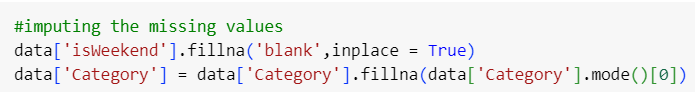 #imputing the missing values
data['isWeekend'].fillna('blank',inplace = True)
data['Category'] = data['Category'].fillna(data['Category'].mode()[0])